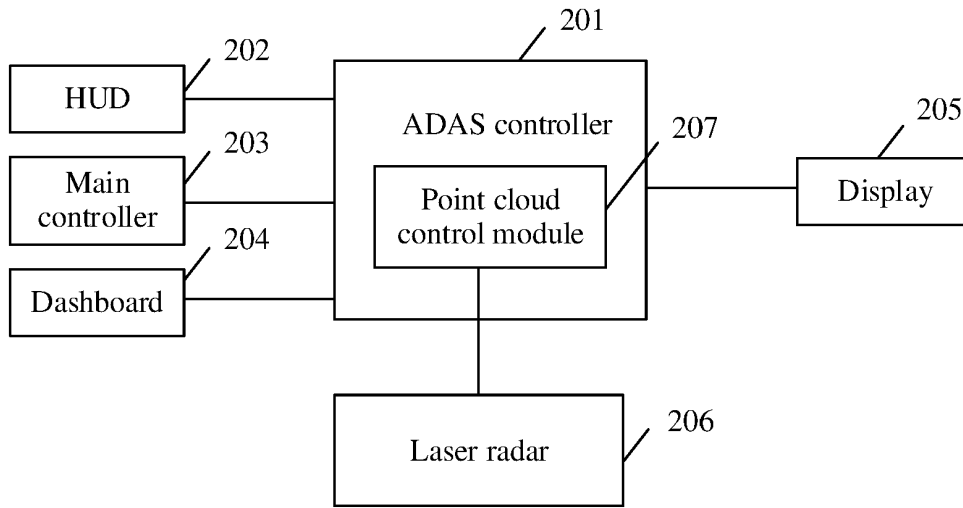 201
202
HUD
203
Main
controller
204
Dashboard
ADAS controller
207
Point cloud
control module
205
Display
206
Laser radar